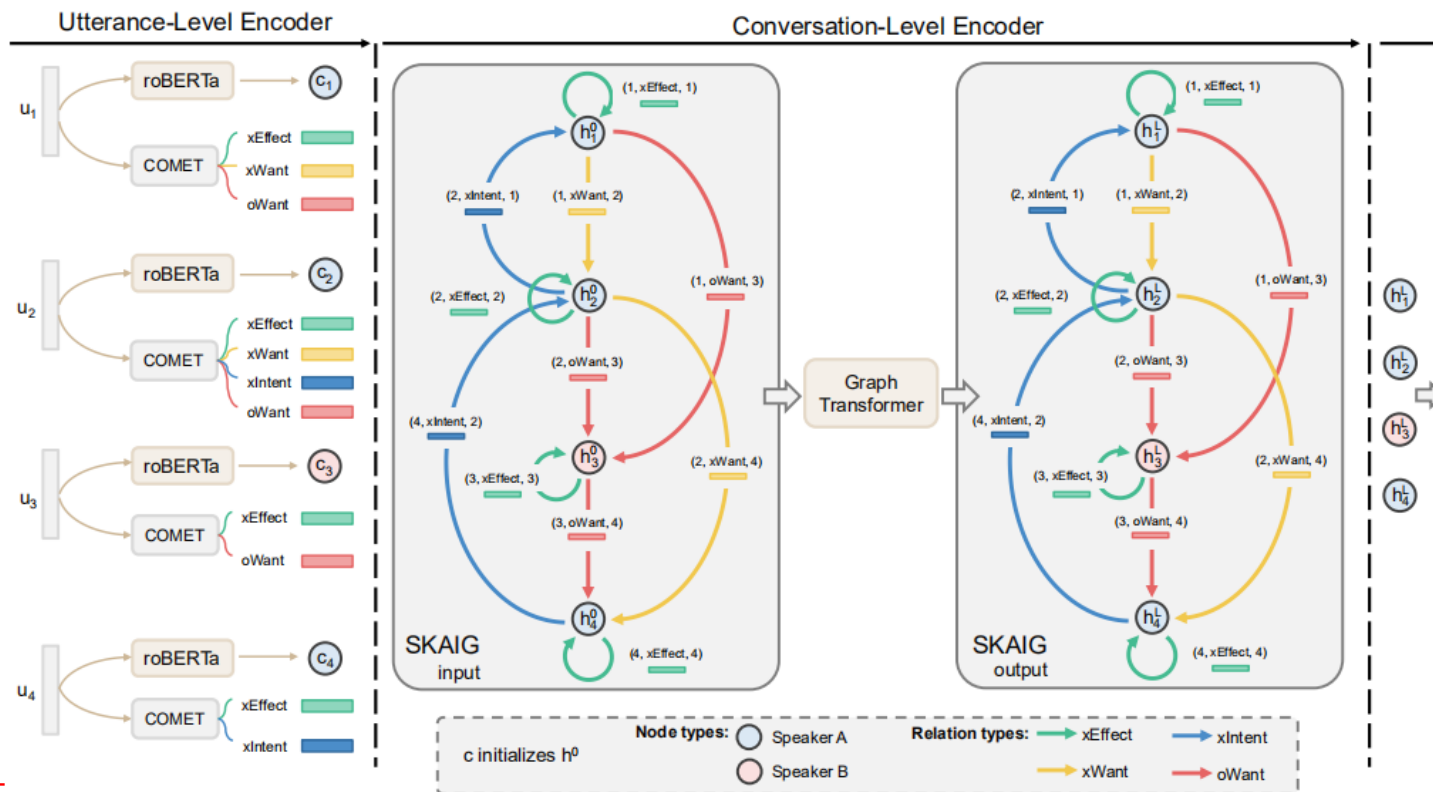 Utterance-Level Encoder
Conversation-Level Encoder
u1
roBERTa
c1
COMET
xEffect
xWant
oWant
u2
roBERTa
c2
COMET
xEffect
xWant
xIntent
oWant
u3
roBERTa
c3
COMET
xEffect
oWant
u4
roBERTa
c4
COMET
xEffect
xIntent
(1, xEffect, 1)
h⁰₁
(2, xIntent, 1)
(1, xWant, 2)
(1, oWant, 3)
(2, xEffect, 2)
h⁰₂
(2, oWant, 3)
(4, xIntent, 2)
h⁰₃
(3, xEffect, 3)
(2, xWant, 4)
(3, oWant, 4)
h⁰₄
(4, xEffect, 4)
SKAIG
input
Graph
Transformer
(1, xEffect, 1)
hᴸ₁
(2, xIntent, 1)
(1, xWant, 2)
(1, oWant, 3)
(2, xEffect, 2)
hᴸ₂
(2, oWant, 3)
(4, xIntent, 2)
hᴸ₃
(3, xEffect, 3)
(2, xWant, 4)
(3, oWant, 4)
hᴸ₄
(4, xEffect, 4)
SKAIG
output
hᴸ₁
hᴸ₂
hᴸ₃
hᴸ₄
c initializes h⁰
Node types:
Speaker A
Speaker B
Relation types:
xEffect
xIntent
xWant
oWant